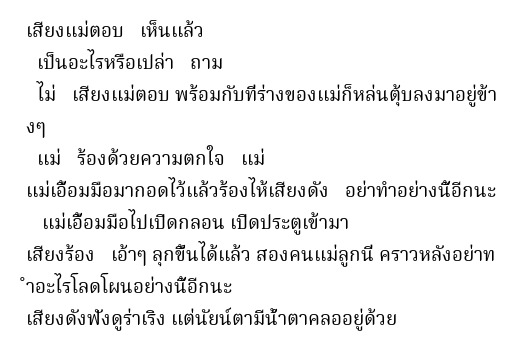 เสียงแม่ตอบ   เห็นแล้ว
เป็นอะไรหรือเปล่า   ถาม
ไม่   เสียงแม่ตอบ พร้อมกับที่ร่างของแม่ก็หล่นตุ้บลงมาอยู่ข้า
งๆ
แม่   ร้องด้วยความตกใจ   แม่
แม่เอื้อมมือมากอดไว้แล้วร้องไห้เสียงดัง   อย่าทำอย่างนี้อีกนะ
แม่เอื้อมมือไปเปิดกลอน เปิดประตูเข้ามา
เสียงร้อง   เอ้าๆ ลุกขึ้นได้แล้ว สองคนแม่ลูกนี่ คราวหลังอย่าท
ำอะไรโลดโผนอย่างนี้อีกนะ
เสียงดังฟังดูร่าเริง แต่นัยน์ตามีน้ำตาคลออยู่ด้วย